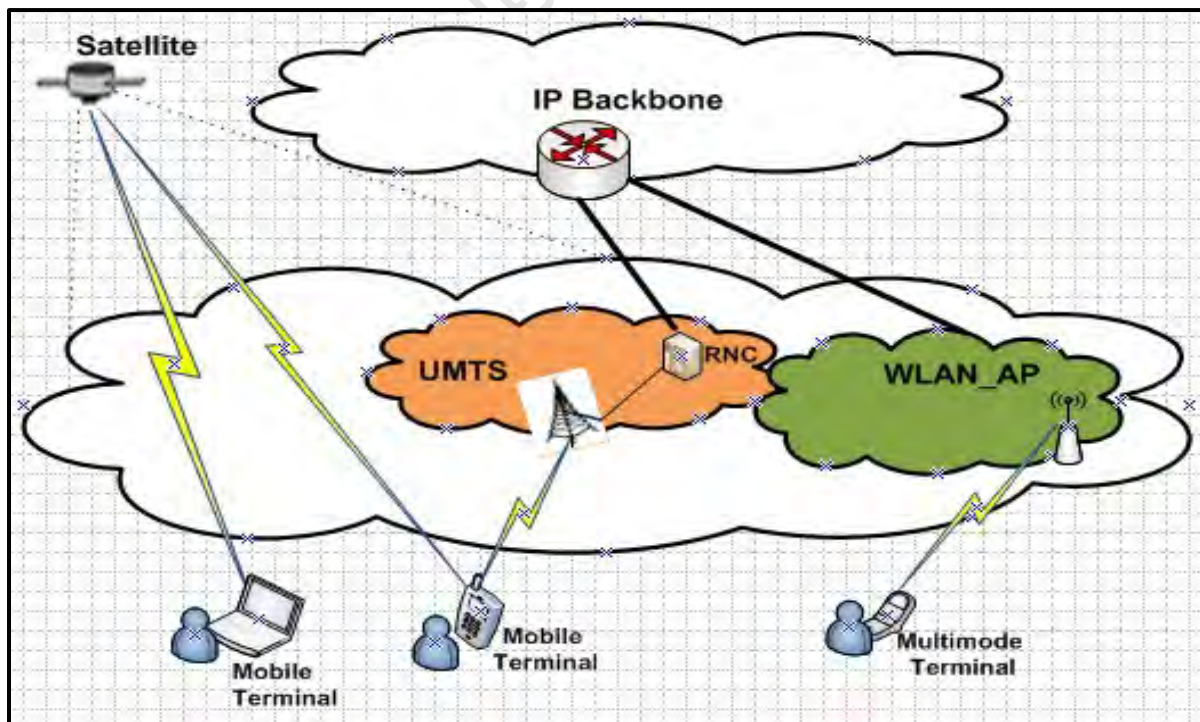 Satellite
IP Backbone
UMTS
RNC
WLAN_AP
Mobile
Terminal
Mobile
Terminal
Multimode
Terminal